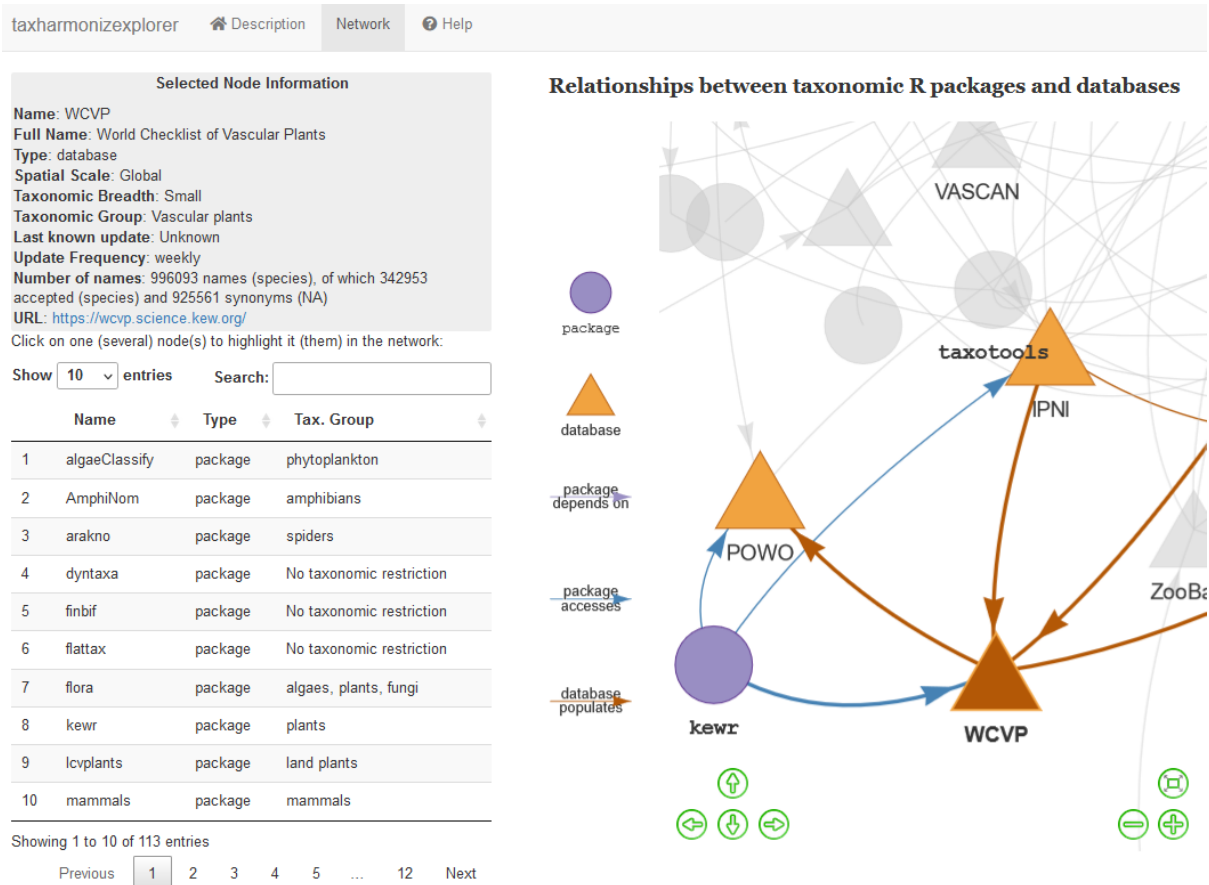 taxharmonizexplorer Description Network Help
Selected Node Information
Name: WCVP
Full Name: World Checklist of Vascular Plants
Type: database
Spatial Scale: Global
Taxonomic Breadth: Small
Taxonomic Group: Vascular plants
Last known update: Unknown
Update Frequency: weekly
Number of names: 996093 names (species), of which 342953
accepted (species) and 925561 synonyms (NA)
URL: https://wcvp.science.kew.org/
Click on one (several) node(s) to highlight it (them) in the network:
Show 10 entries Search:
Name Type Tax. Group
1 algaeClassify package phytoplankton
2 AmphiNom package amphibians
3 arakno package spiders
4 dyntaxa package No taxonomic restriction
5 finbif package No taxonomic restriction
6 flattax package No taxonomic restriction
7 flora package algaes, plants, fungi
8 kewr package plants
9 lcvplants package land plants
10 mammals package mammals
Showing 1 to 10 of 113 entries
Previous 1 2 3 4 5 ... 12 Next
Relationships between taxonomic R packages and databases
package
database
package
depends on
package
accesses
database
populates
VASCAN
taxotools
IPNI
POWO
ZooBa
kewr
WCVP